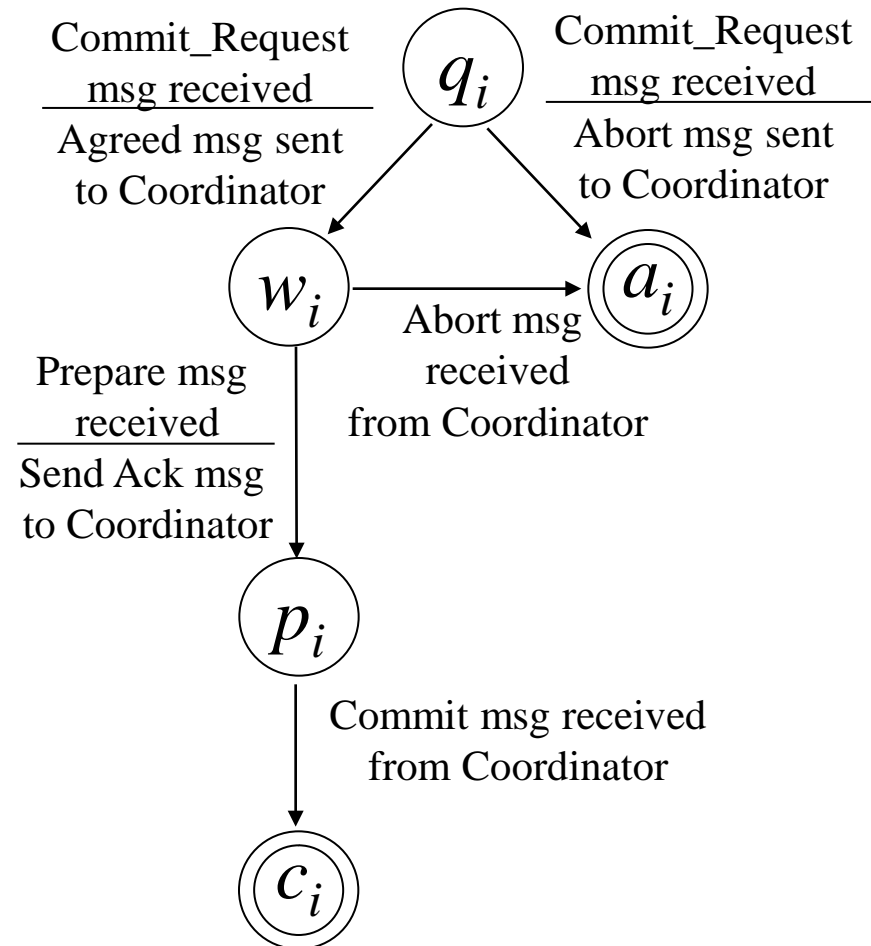 Commit_Request
msg received
Agreed msg sent
to Coordinator
q_i
Commit_Request
msg received
Abort msg sent
to Coordinator
w_i
a_i
Abort msg
received
from Coordinator
Prepare msg
received
Send Ack msg
to Coordinator
p_i
Commit msg received
from Coordinator
c_i